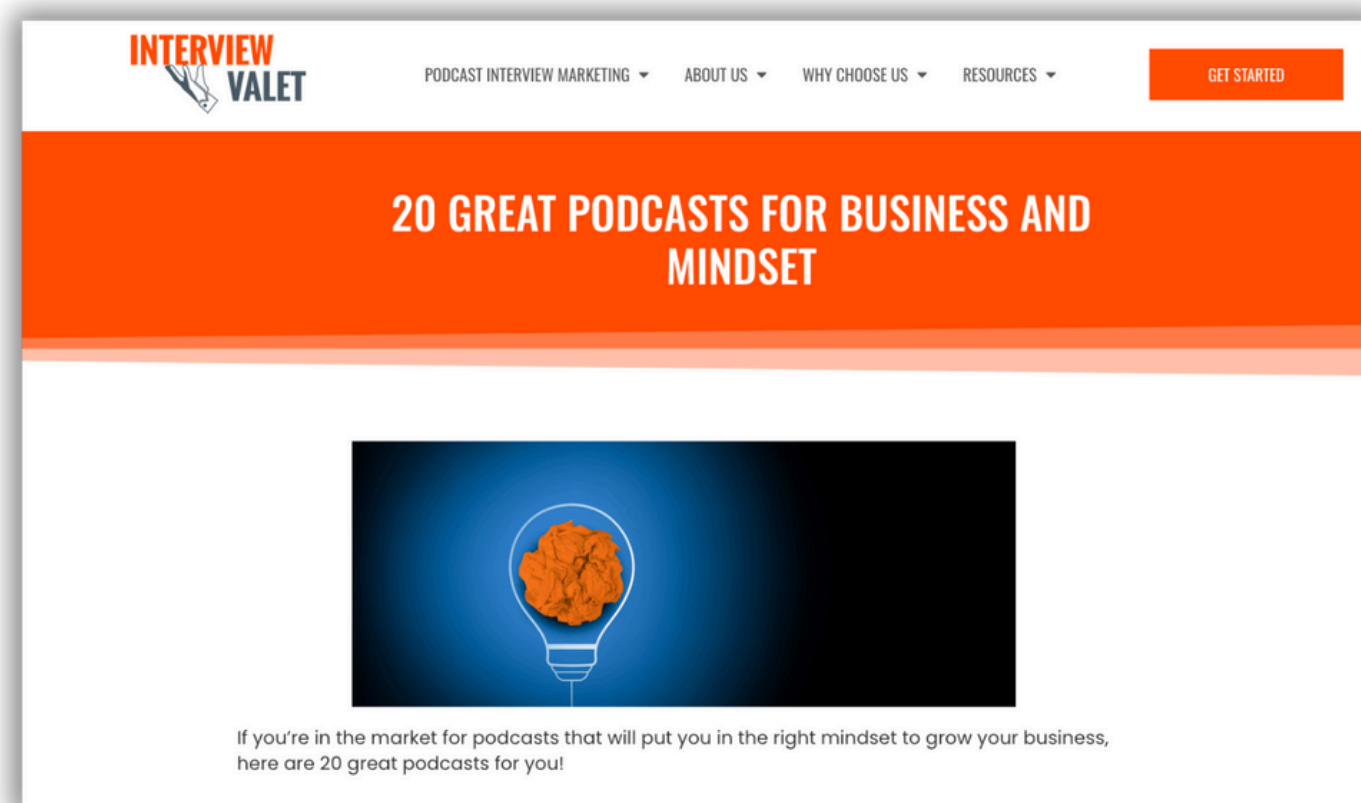 INTERVIEW
VALET
PODCAST INTERVIEW MARKETING
ABOUT US
WHY CHOOSE US
RESOURCES
GET STARTED
20 GREAT PODCASTS FOR BUSINESS AND
MINDSET
If you’re in the market for podcasts that will put you in the right mindset to grow your business,
here are 20 great podcasts for you!